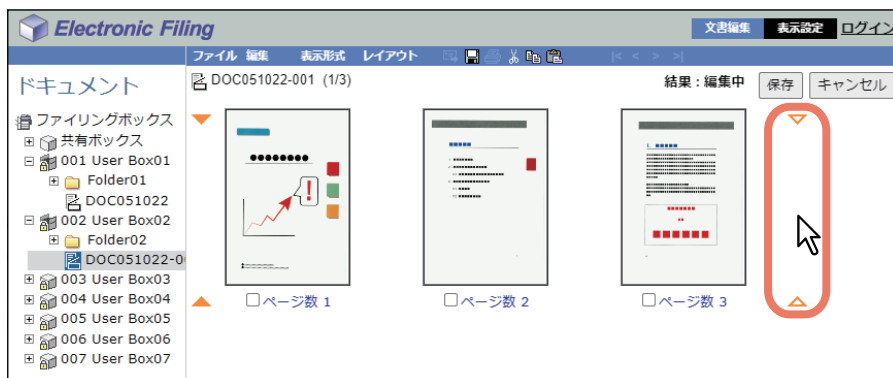 Electronic Filing
文書編集 表示設定 ログイン
ファイル 編集 表示形式 レイアウト |< < > >|
ドキュメント
DOC051022-001 (1/3) 結果：編集中 保存 キャンセル
ファイリングボックス
共有ボックス
001 User Box01
Folder01
DOC051022
002 User Box02
Folder02
DOC051022-0
003 User Box03
004 User Box04
005 User Box05
006 User Box06
007 User Box07
ページ数 1 ページ数 2 ページ数 3